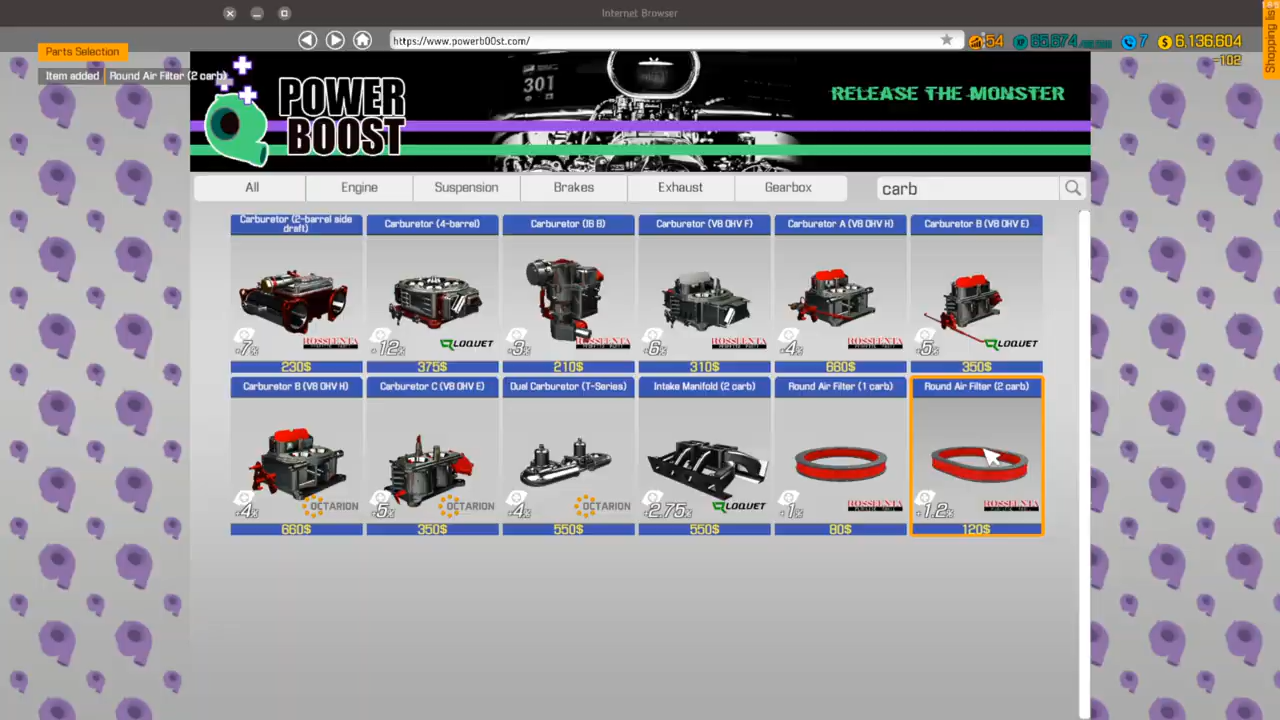 Internet Browser
Shopping list
https://www.powerb00st.com/
54
7
6,136,604
-102
Parts Selection
Item added
Round Air Filter (2 carb)
POWER
BOOST
301
RELEASE THE MONSTER
All
Engine
Suspension
Brakes
Exhaust
Gearbox
carb
Carburetor (2-barrel side
draft)
Carburetor (4-barrel)
Carburetor (I6 B)
Carburetor (V8 OHV F)
Carburetor A (V8 OHV H)
Carburetor B (V8 OHV E)
+7%
+12%
LOQUET
+3%
+6%
+4%
+5%
LOQUET
230$
375$
210$
310$
660$
350$
Carburetor B (V8 OHV H)
Carburetor C (V8 OHV E)
Dual Carburetor (T-Series)
Intake Manifold (2 carb)
Round Air Filter (1 carb)
Round Air Filter (2 carb)
+4%
OCTARION
+5%
OCTARION
+4%
OCTARION
+2.75%
LOQUET
+1%
+1.2%
660$
350$
550$
550$
80$
120$